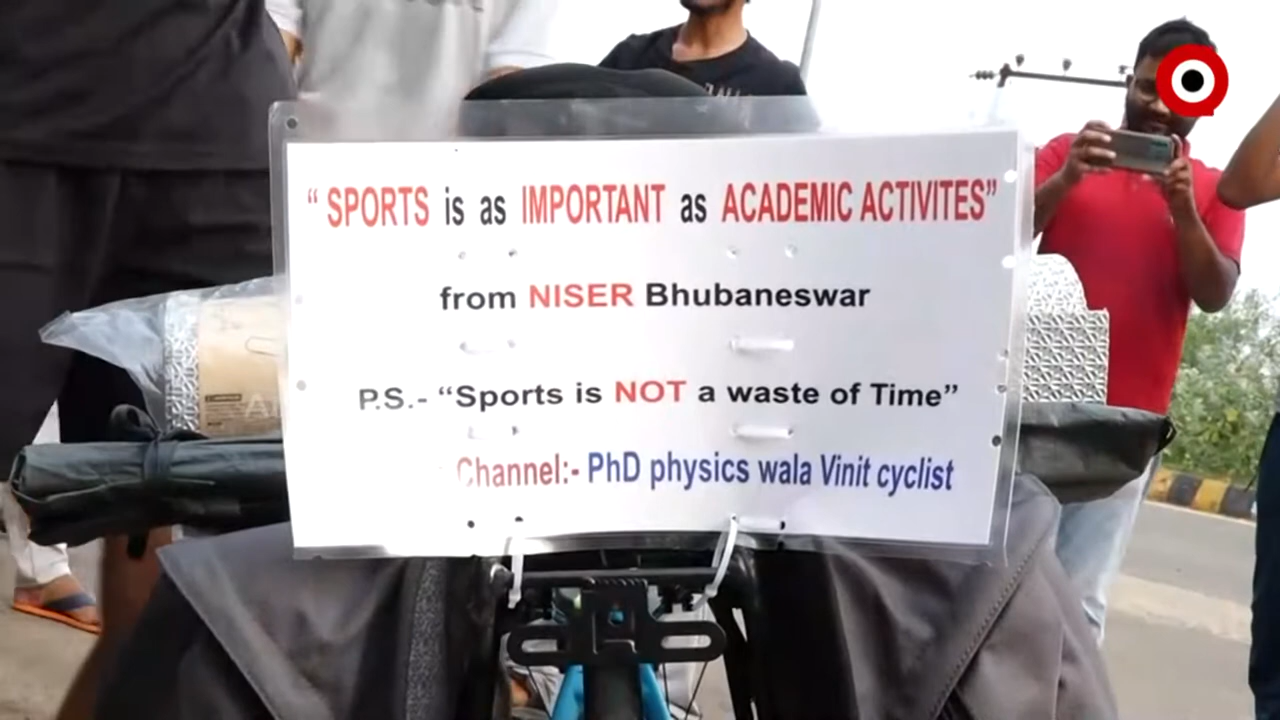 “ SPORTS is as IMPORTANT as ACADEMIC ACTIVITES”
from NISER Bhubaneswar
P.S.- “Sports is NOT a waste of Time”
Channel:- PhD physics wala Vinit cyclist